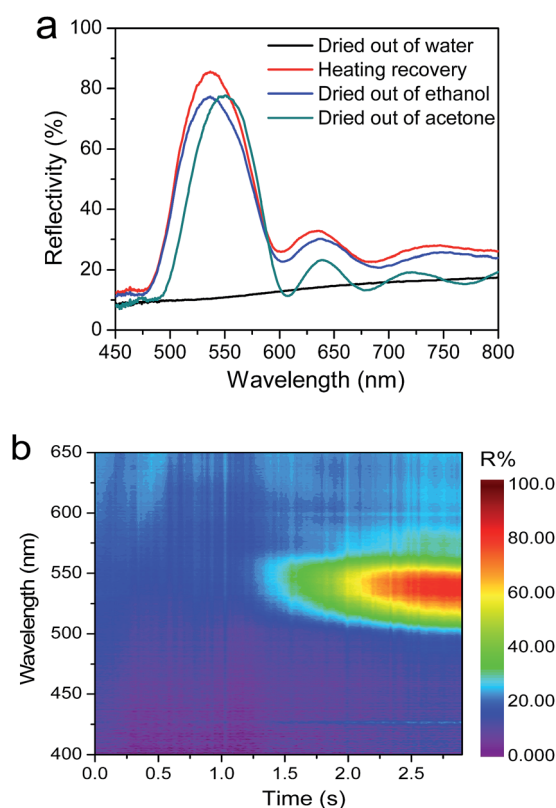 a
Dried out of water
Heating recovery
Dried out of ethanol
Dried out of acetone
Reflectivity (%)
100
80
60
40
20
0
450 500 550 600 650 700 750 800
Wavelength (nm)
b
R%
Wavelength (nm)
650
600
550
500
450
400
0.0 0.5 1.0 1.5 2.0 2.5
Time (s)
100.0
80.00
60.00
40.00
20.00
0.000